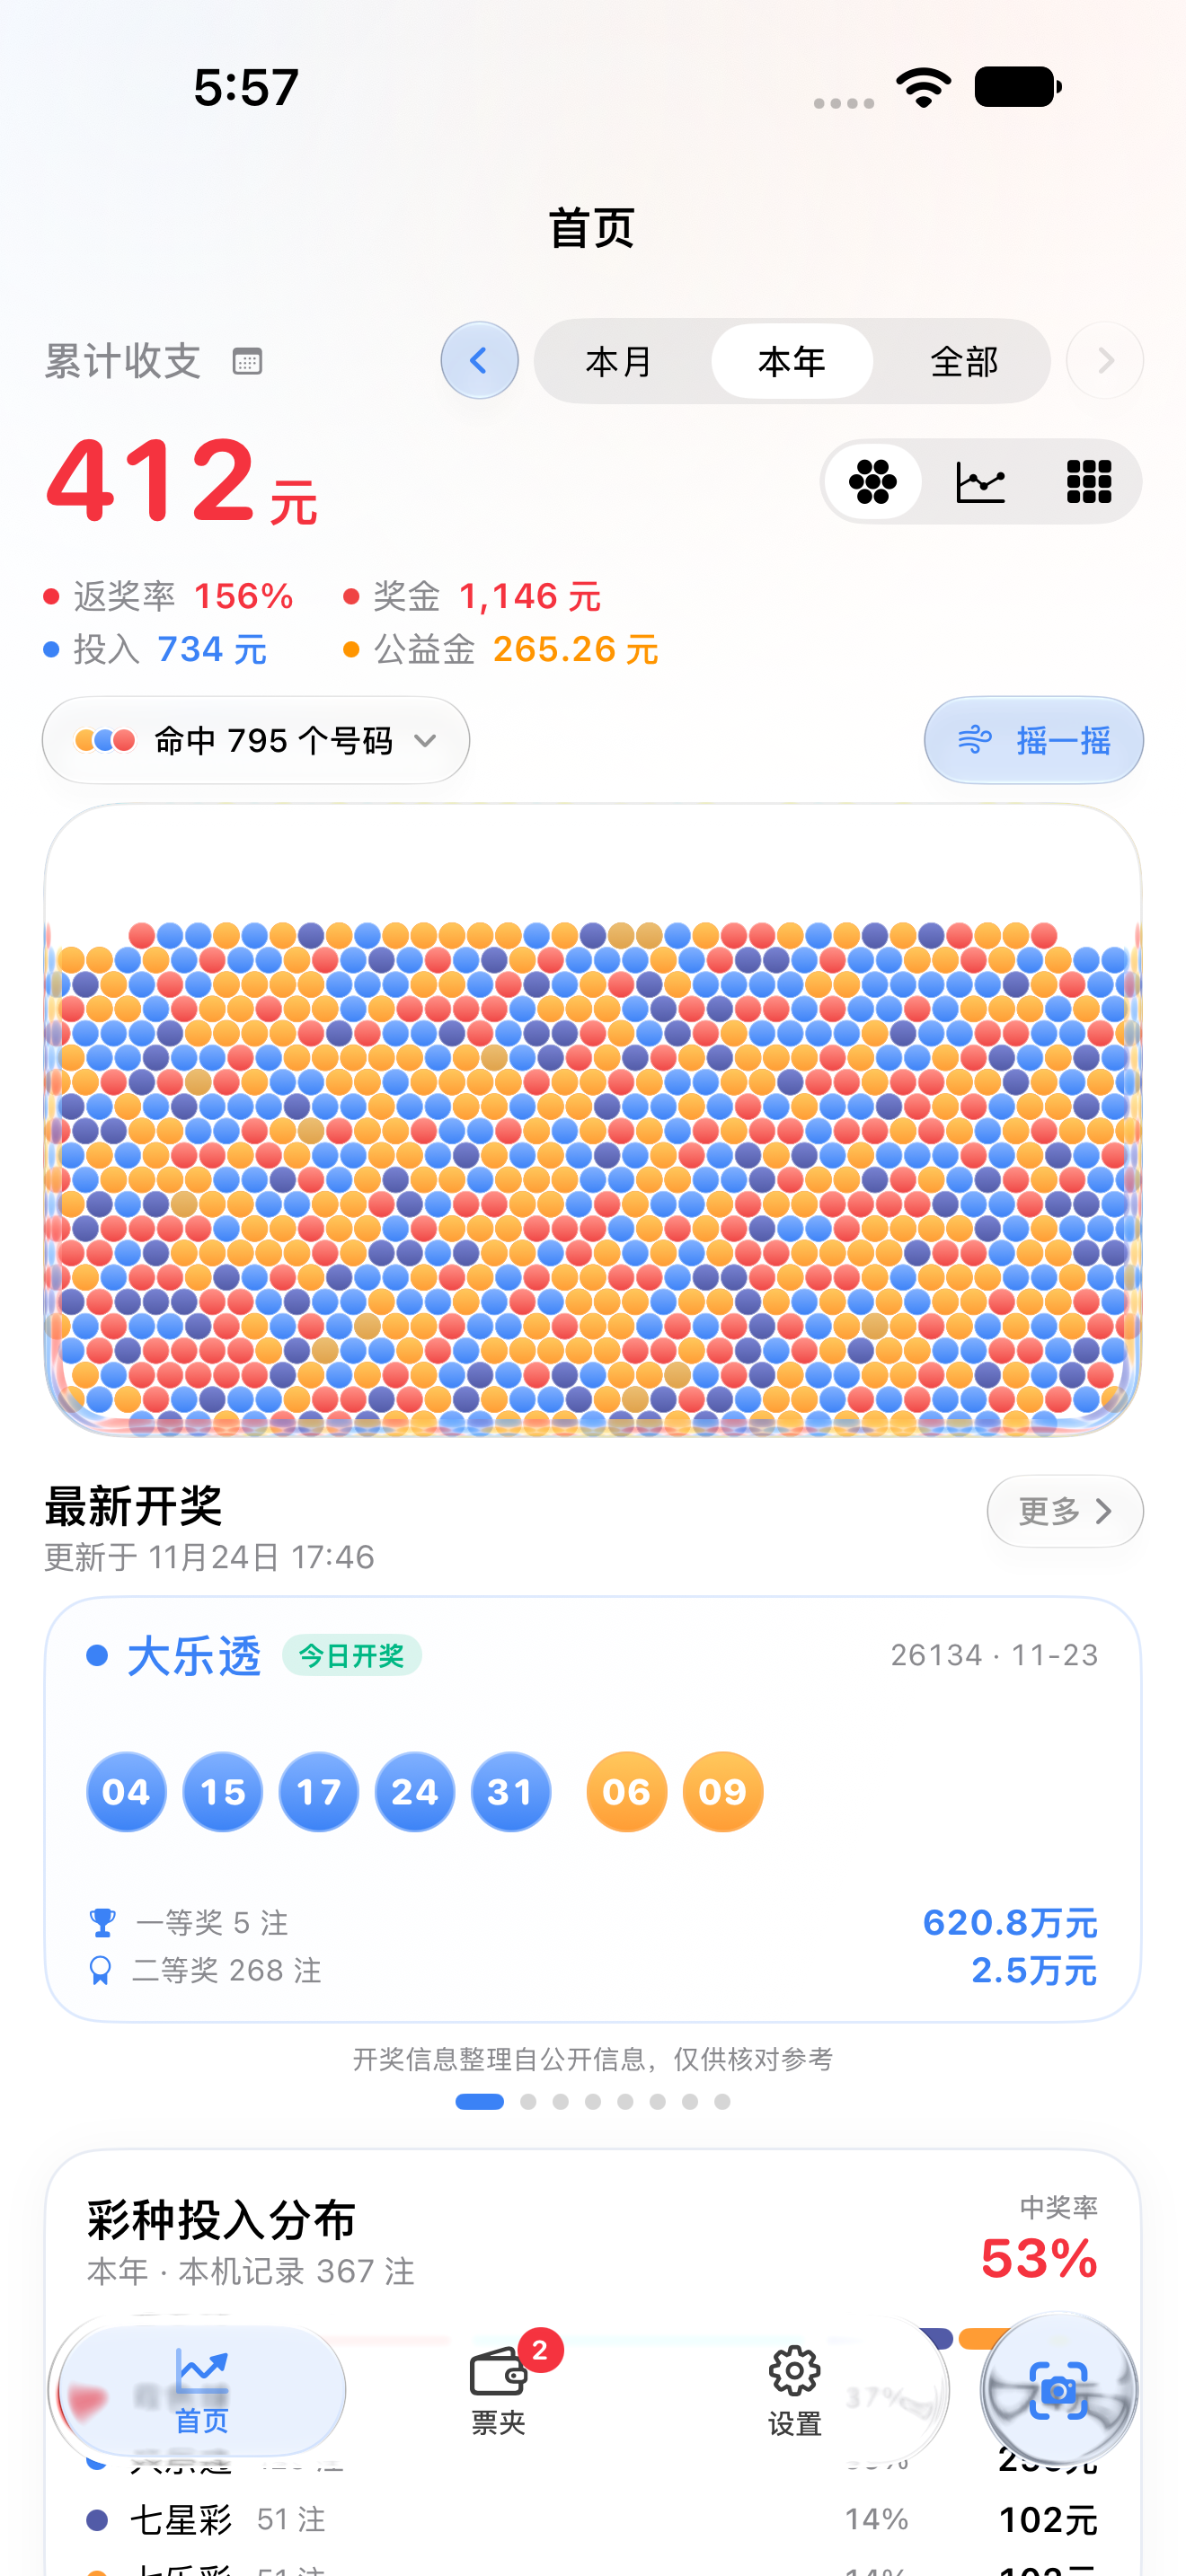 5:57
首页
累计收支
本月 本年 全部
412 元
返奖率 156% 奖金 1,146 元
投入 734 元 公益金 265.26 元
命中 795 个号码
摇一摇
最新开奖
更多
更新于 11月24日 17:46
大乐透 今日开奖 26134 · 11-23
04 15 17 24 31 06 09
一等奖 5 注 620.8万元
二等奖 268 注 2.5万元
开奖信息整理自公开信息，仅供核对参考
彩种投入分布 中奖率
本年 · 本机记录 367 注 53%
2
37%
首页 票夹 设置
七星彩 51 注 14% 102元